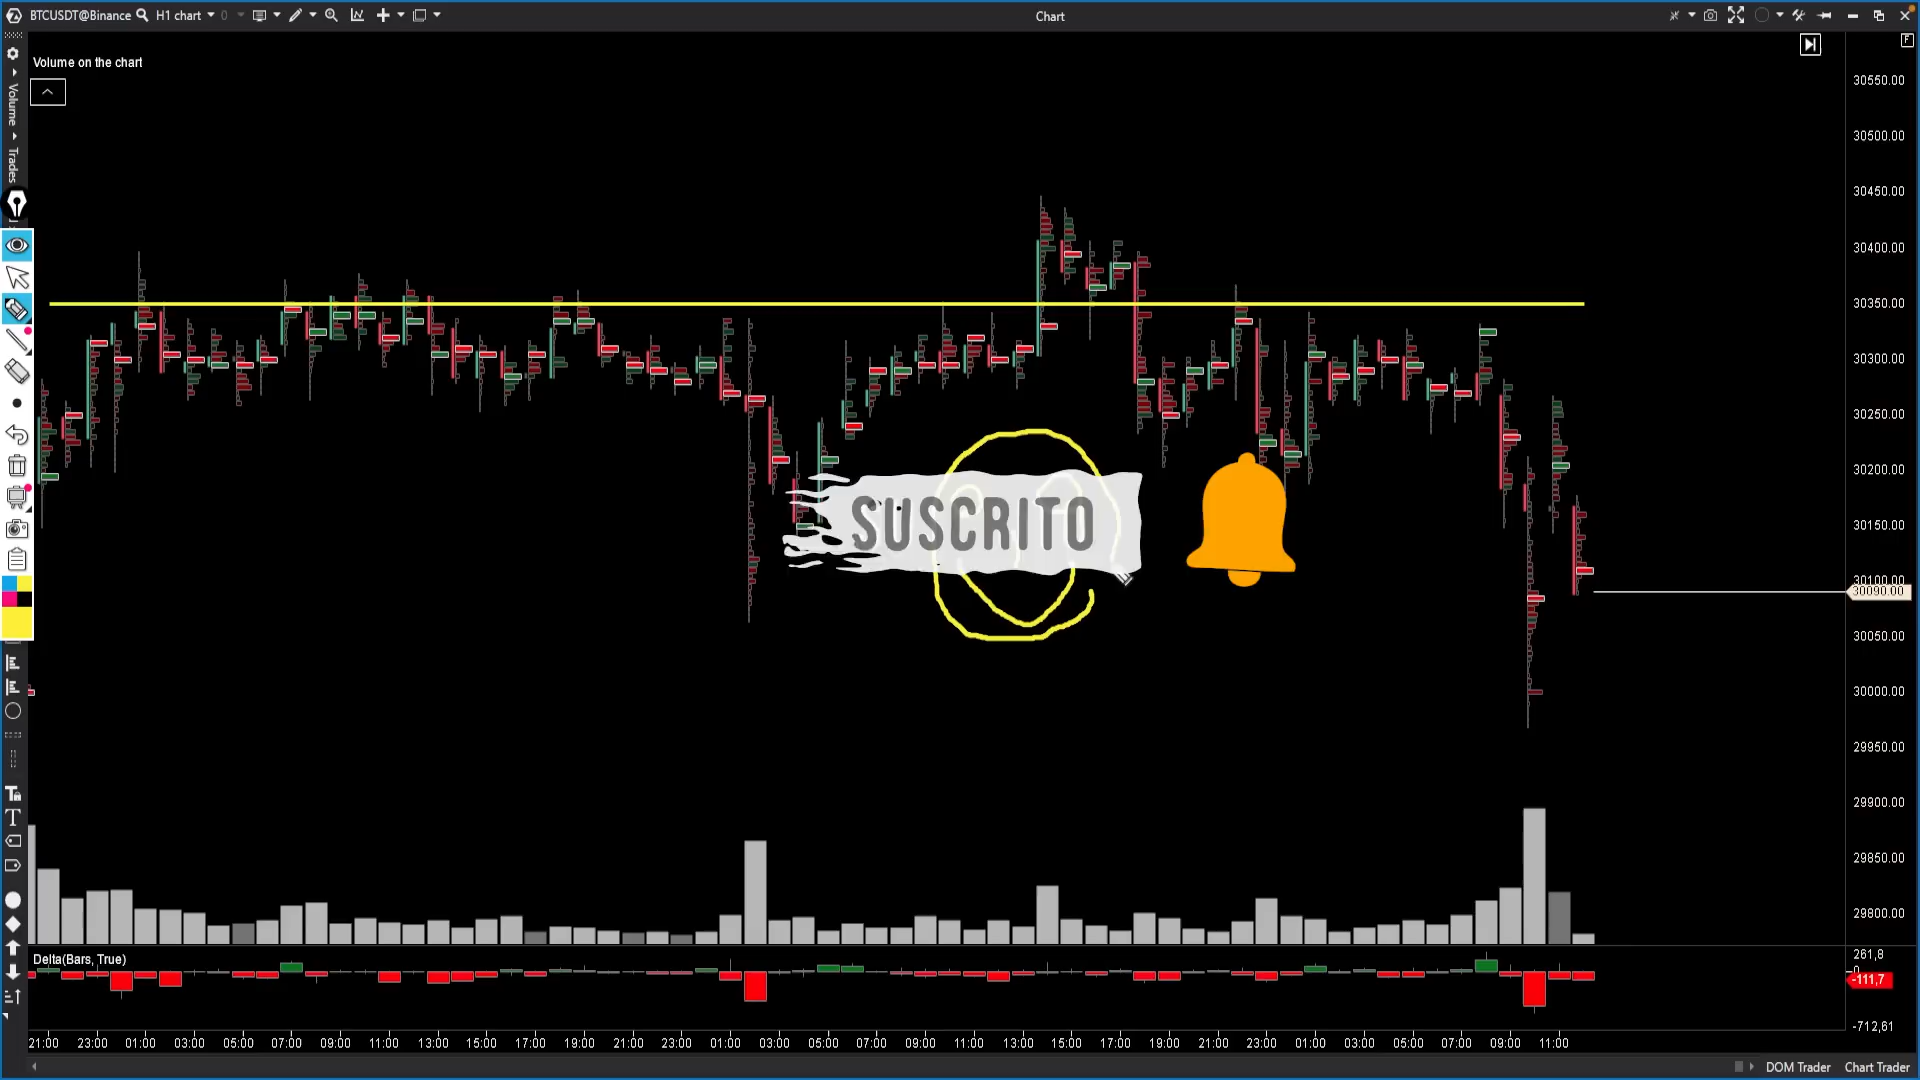 BTCUSDT@Binance H1 chart 0 Chart
Volume on the chart
F
Volume
Trades
30550.00
30500.00
30450.00
30400.00
30350.00
30300.00
30250.00
30200.00
30150.00
30100.00
30090.00
30050.00
30000.00
29950.00
29900.00
29850.00
29800.00
SUSCRITO
Delta(Bars, True)
261,8
0
-111,7
-712,61
21:00 23:00 01:00 03:00 05:00 07:00 09:00 11:00 13:00 15:00 17:00 19:00 21:00 23:00 01:00 03:00 05:00 07:00 09:00 11:00 13:00 15:00 17:00 19:00 21:00 23:00 01:00 03:00 05:00 07:00 09:00 11:00
DOM Trader Chart Trader